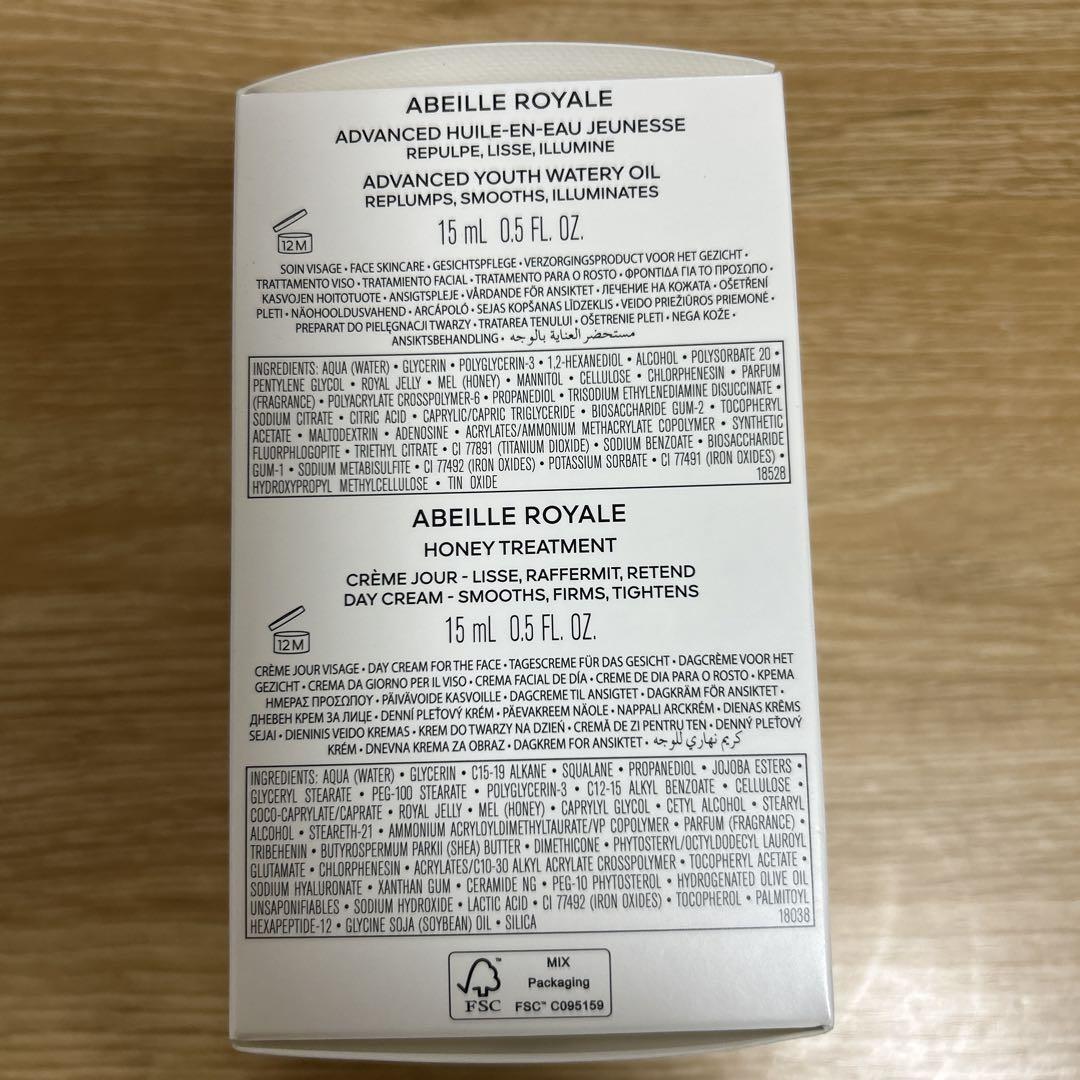 ABEILLE ROYALE
ADVANCED HUILE-EN-EAU JEUNESSE
REPULPE, LISSE, ILLUMINE
ADVANCED YOUTH WATERY OIL
REPLUMPS, SMOOTHS, ILLUMINATES
12M
15 mL 0.5 FL. OZ.
SOIN VISAGE • FACE SKINCARE • GESICHTSPFLEGE • VERZORGINGSPRODUCT VOOR HET GEZICHT •
TRATTAMENTO VISO • TRATAMIENTO FACIAL • TRATAMENTO PARA O ROSTO • ΦΡΟΝΤΙΔΑ ΓΙΑ ΤΟ ΠΡΟΣΩΠΟ •
KASVOJEN HOITOTUOTE • ANSIGTSPLEJE • VÅRDANDE FÖR ANSIKTET • ЛЕЧЕНИЕ НА КОЖАТА • OŠETŘENÍ
PLETI • NÄOHOOLDUSVAHEND • ARCÁPOLÓ • SEJAS KOPŠANAS LĪDZEKLIS • VEIDO PRIEŽIŪROS PRIEMONĖ •
PREPARAT DO PIELĘGNACJI TWARZY • TRATAREA TENULUI • OŠETRENIE PLETI • NEGA KOŽE •
ANSIKTSBEHANDLING • مستحضر العناية بالوجه
INGREDIENTS: AQUA (WATER) • GLYCERIN • POLYGLYCERIN-3 • 1,2-HEXANEDIOL • ALCOHOL • POLYSORBATE 20 •
PENTYLENE GLYCOL • ROYAL JELLY • MEL (HONEY) • MANNITOL • CELLULOSE • CHLORPHENESIN • PARFUM
(FRAGRANCE) • POLYACRYLATE CROSSPOLYMER-6 • PROPANEDIOL • TRISODIUM ETHYLENEDIAMINE DISUCCINATE •
SODIUM CITRATE • CITRIC ACID • CAPRYLIC/CAPRIC TRIGLYCERIDE • BIOSACCHARIDE GUM-2 • TOCOPHERYL
ACETATE • MALTODEXTRIN • ADENOSINE • ACRYLATES/AMMONIUM METHACRYLATE COPOLYMER • SYNTHETIC
FLUORPHLOGOPITE • TRIETHYL CITRATE • CI 77891 (TITANIUM DIOXIDE) • SODIUM BENZOATE • BIOSACCHARIDE
GUM-1 • SODIUM METABISULFITE • CI 77492 (IRON OXIDES) • POTASSIUM SORBATE • CI 77491 (IRON OXIDES) •
HYDROXYPROPYL METHYLCELLULOSE • TIN OXIDE 18528
ABEILLE ROYALE
HONEY TREATMENT
CRÈME JOUR - LISSE, RAFFERMIT, RETEND
DAY CREAM - SMOOTHS, FIRMS, TIGHTENS
12M
15 mL 0.5 FL. OZ.
CRÈME JOUR VISAGE • DAY CREAM FOR THE FACE • TAGESCREME FÜR DAS GESICHT • DAGCRÈME VOOR HET
GEZICHT • CREMA DA GIORNO PER IL VISO • CREMA FACIAL DE DÍA • CREME DE DIA PARA O ROSTO • ΚΡΕΜΑ
ΗΜΕΡΑΣ ΠΡΟΣΩΠΟΥ • PÄIVÄVOIDE KASVOILLE • DAGCREME TIL ANSIGTET • DAGKRÄM FÖR ANSIKTET •
ДНЕВЕН КРЕМ ЗА ЛИЦЕ • DENNÍ PLEŤOVÝ KRÉM • PÄEVAKREEM NÄOLE • NAPPALI ARCKRÉM • DIENAS KRĒMS
SEJAI • DIENINIS VEIDO KREMAS • KREM DO TWARZY NA DZIEŃ • CREMĂ DE ZI PENTRU TEN • DENNÝ PLEŤOVÝ
KRÉM • DNEVNA KREMA ZA OBRAZ • DAGKREM FOR ANSIKTET • كريم نهاري للوجه
INGREDIENTS: AQUA (WATER) • GLYCERIN • C15-19 ALKANE • SQUALANE • PROPANEDIOL • JOJOBA ESTERS •
GLYCERYL STEARATE • PEG-100 STEARATE • POLYGLYCERIN-3 • C12-15 ALKYL BENZOATE • CELLULOSE •
COCO-CAPRYLATE/CAPRATE • ROYAL JELLY • MEL (HONEY) • CAPRYLYL GLYCOL • CETYL ALCOHOL • STEARYL
ALCOHOL • STEARETH-21 • AMMONIUM ACRYLOYLDIMETHYLTAURATE/VP COPOLYMER • PARFUM (FRAGRANCE) •
TRIBEHENIN • BUTYROSPERMUM PARKII (SHEA) BUTTER • DIMETHICONE • PHYTOSTERYL/OCTYLDODECYL LAUROYL
GLUTAMATE • CHLORPHENESIN • ACRYLATES/C10-30 ALKYL ACRYLATE CROSSPOLYMER • TOCOPHERYL ACETATE •
SODIUM HYALURONATE • XANTHAN GUM • CERAMIDE NG • PEG-10 PHYTOSTEROL • HYDROGENATED OLIVE OIL
UNSAPONIFIABLES • SODIUM HYDROXIDE • LACTIC ACID • CI 77492 (IRON OXIDES) • TOCOPHEROL • PALMITOYL
HEXAPEPTIDE-12 • GLYCINE SOJA (SOYBEAN) OIL • SILICA 18038
FSC™
MIX
Packaging
FSC™ C095159